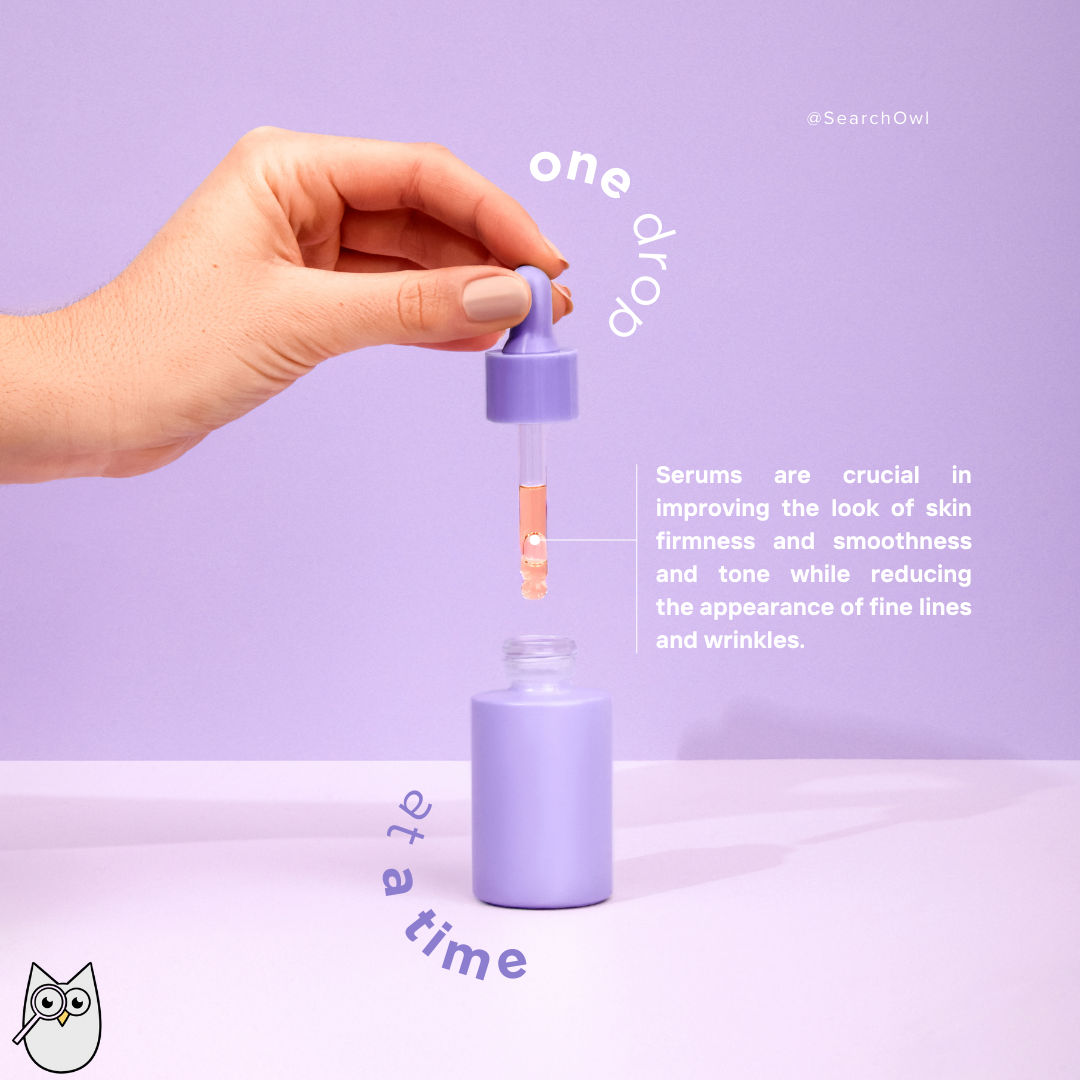 @SearchOwl
one drop
Serums are crucial in
improving the look of skin
firmness and smoothness
and tone while reducing
the appearance of fine lines
and wrinkles.
at a time